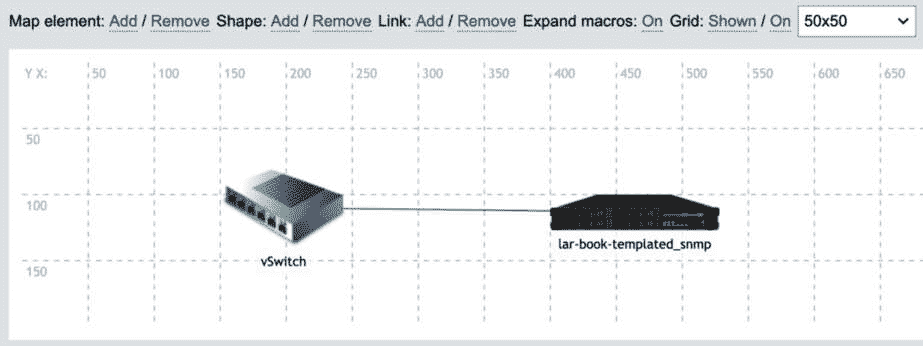 Map element: Add / Remove Shape: Add / Remove Link: Add / Remove Expand macros: On Grid: Shown / On 50x50
Y X: 50 100 150 200 250 300 350 400 450 500 550 600 650
50
100
vSwitch
lar-book-templated_snmp
150